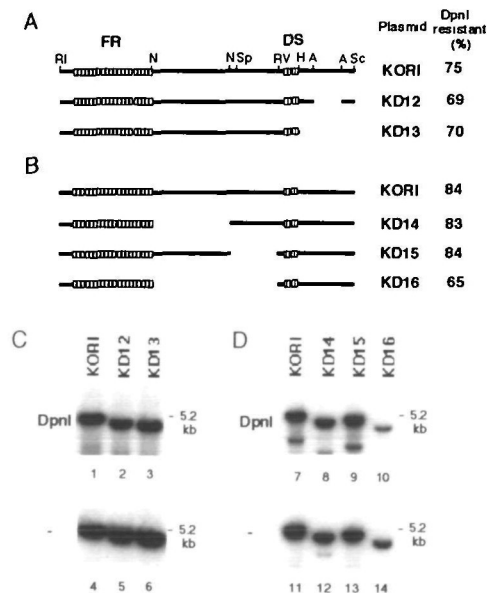 A
FR
DS
Plasmid
DpnI resistant (%)
RI N N Sp RV H A A Sc
KORI 75
KD12 69
KD13 70
B
KORI 84
KD14 83
KD15 84
KD16 65
C
KORI KD12 KD13
DpnI
- 5.2 kb
1 2 3
-
- 5.2 kb
4 5 6
D
KORI KD14 KD15 KD16
DpnI
- 5.2 kb
7 8 9 10
-
- 5.2 kb
11 12 13 14